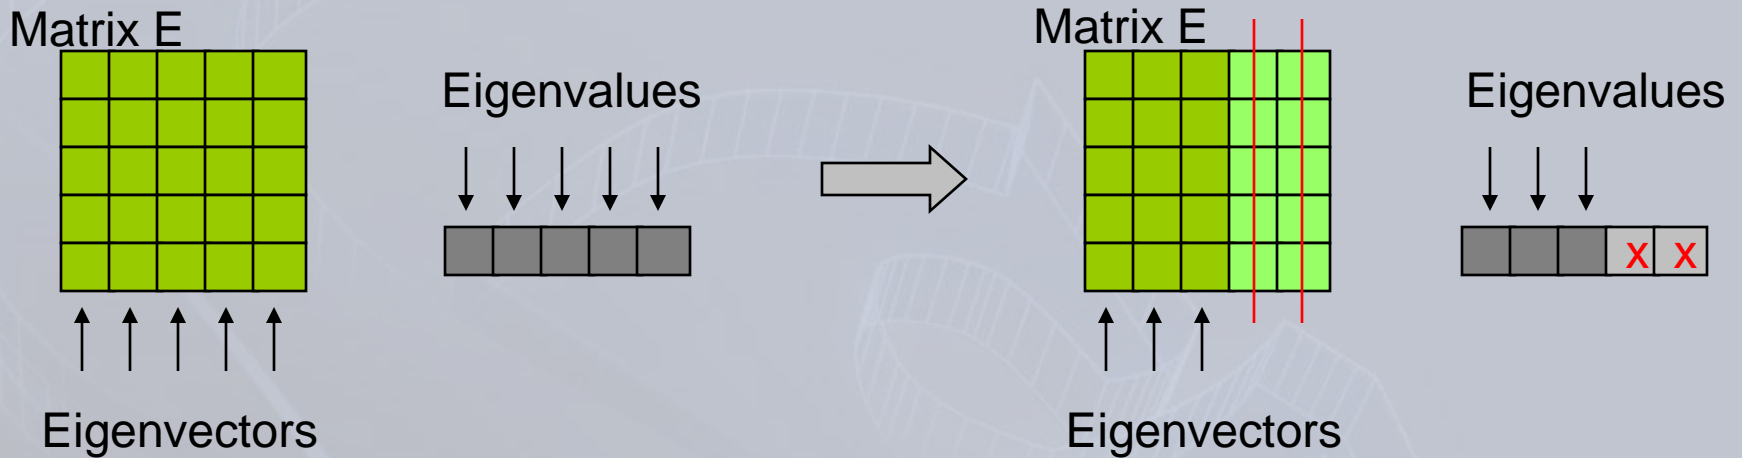 Matrix E
Eigenvalues
Eigenvectors
Matrix E
Eigenvalues
x x
Eigenvectors